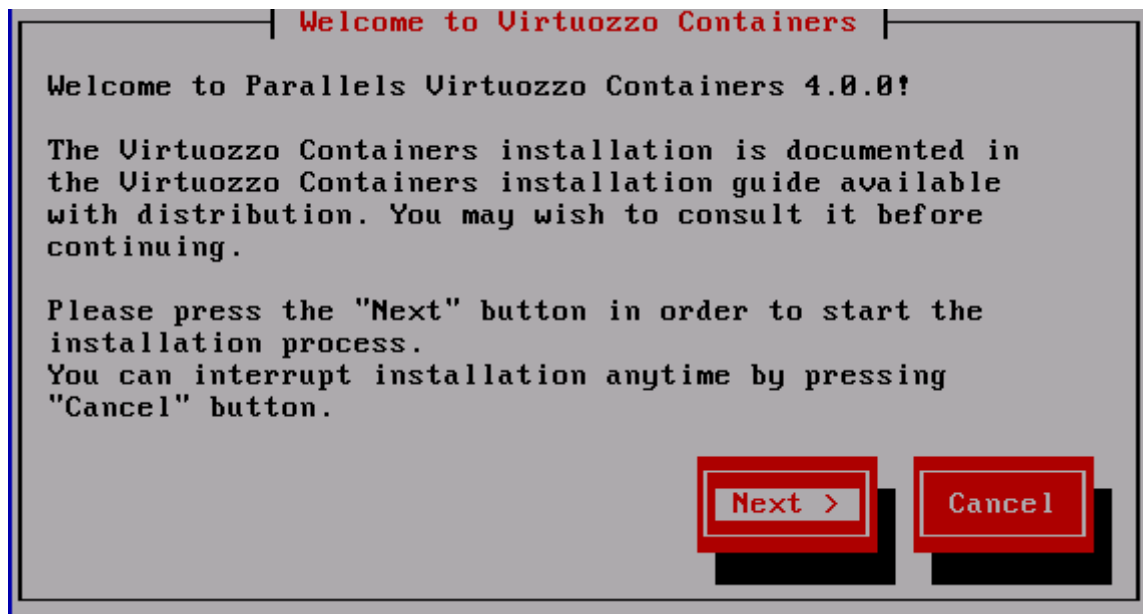 Welcome to Virtuozzo Containers
Welcome to Parallels Virtuozzo Containers 4.0.0!
The Virtuozzo Containers installation is documented in
the Virtuozzo Containers installation guide available
with distribution. You may wish to consult it before
continuing.
Please press the "Next" button in order to start the
installation process.
You can interrupt installation anytime by pressing
"Cancel" button.
Next >
Cancel